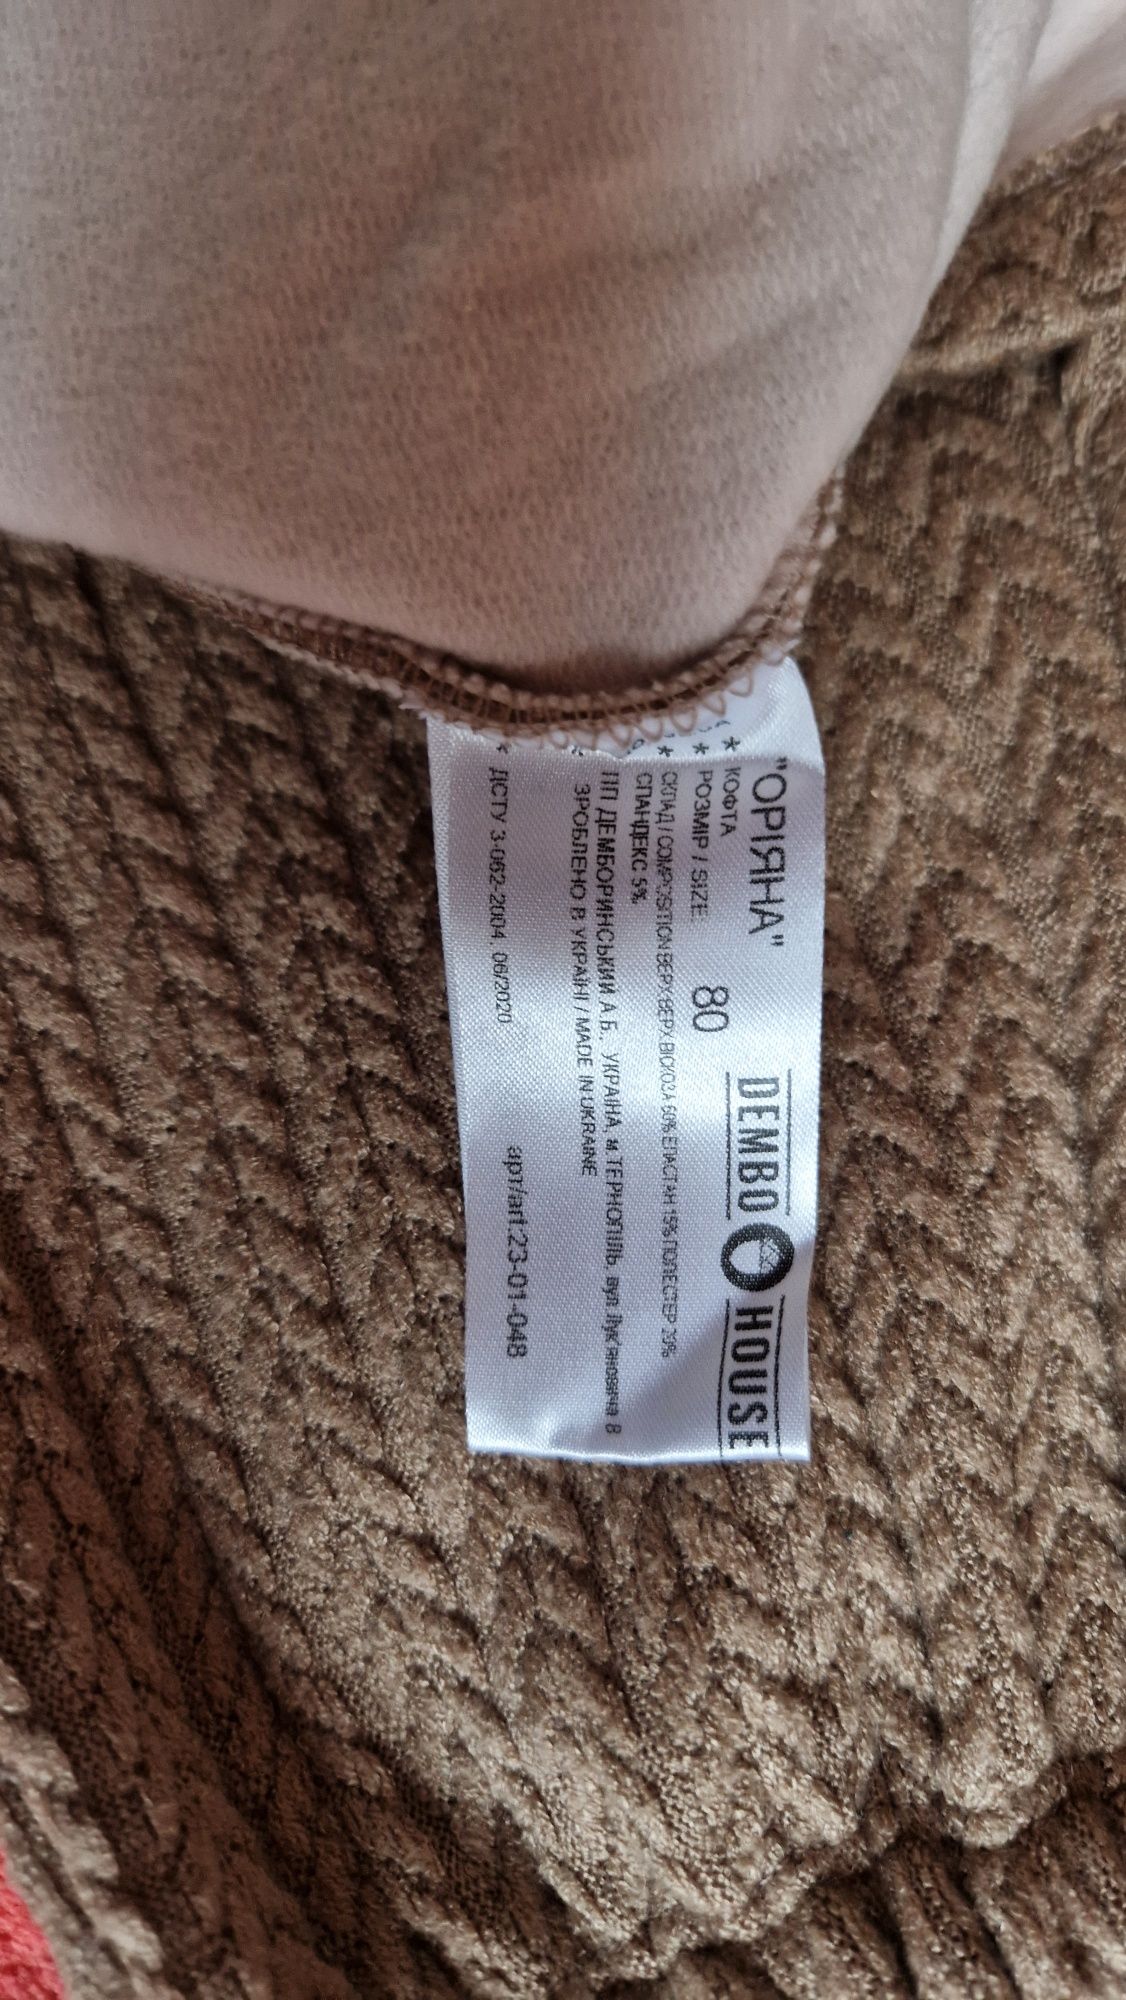 "ОРІЯНА"
DEMBO HOUSE
* КОФТА
* РОЗМІР / SIZE: 80
* СКЛАД / COMPOSITION ВЕРХ:ВЕРХ:ВІСКОЗА 60% ЕЛАСТАН 15% ПОЛІЕСТЕР 20%
СПАНДЕКС 5%
ПП ДЕМБОРИНСЬКИЙ А.Б., УКРАЇНА, м.ТЕРНОПІЛЬ, вул.Лук'яновича 8
ЗРОБЛЕНО В УКРАЇНІ / MADE IN UKRAINE
* ДСТУ 3-062-2004, 06/2020 арт/art:23-01-048